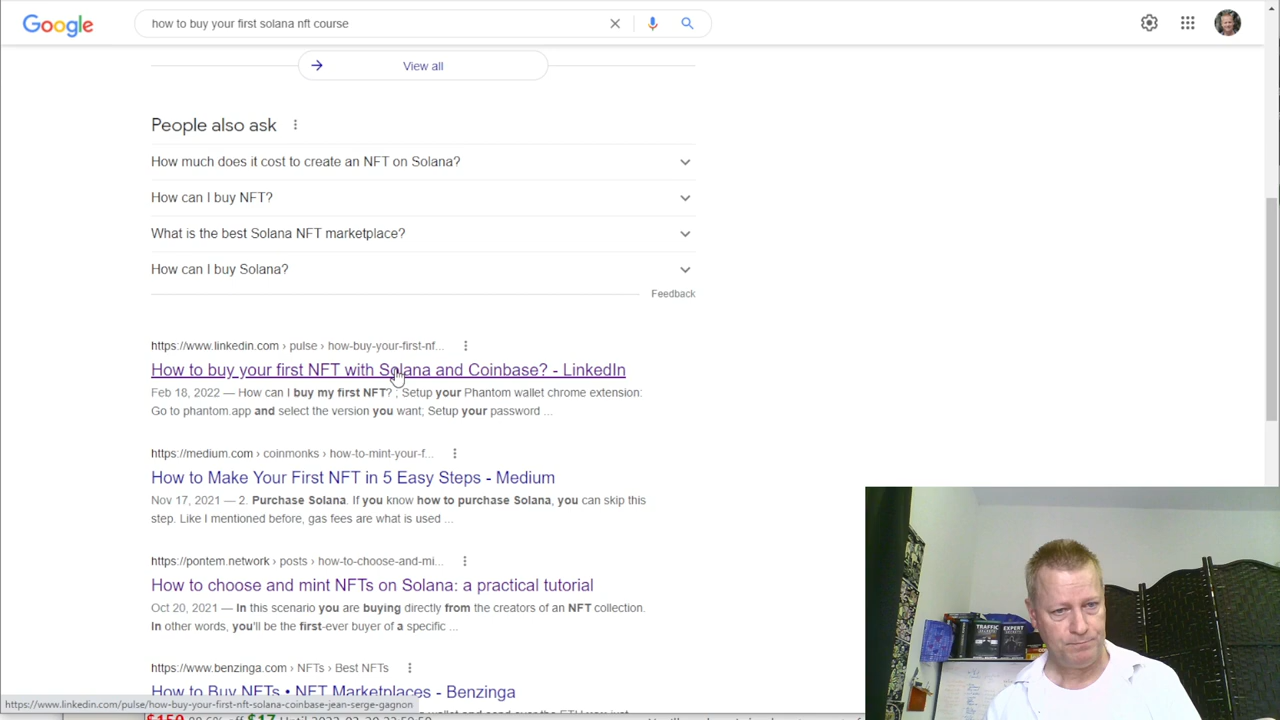 Google
how to buy your first solana nft course
View all
People also ask
How much does it cost to create an NFT on Solana?
How can I buy NFT?
What is the best Solana NFT marketplace?
How can I buy Solana?
Feedback
https://www.linkedin.com › pulse › how-buy-your-first-nf...
How to buy your first NFT with Solana and Coinbase? - LinkedIn
Feb 18, 2022 — How can I buy my first NFT? ; Setup your Phantom wallet chrome extension:
Go to phantom.app and select the version you want; Setup your password ...
https://medium.com › coinmonks › how-to-mint-your-f...
How to Make Your First NFT in 5 Easy Steps - Medium
Nov 17, 2021 — 2. Purchase Solana. If you know how to purchase Solana, you can skip this
step. Like I mentioned before, gas fees are what is used ...
https://pontem.network › posts › how-to-choose-and-mi...
How to choose and mint NFTs on Solana: a practical tutorial
Oct 20, 2021 — In this scenario you are buying directly from the creators of an NFT collection.
In other words, you'll be the first-ever buyer of a specific ...
https://www.benzinga.com › NFTs › Best NFTs
How to Buy NFTs • NFT Marketplaces - Benzinga
https://www.linkedin.com/pulse/how-buy-your-first-nft-solana-coinbase-jean-serge-gagnon
TRAFFIC
SECRETS
EXPERT
SECRETS